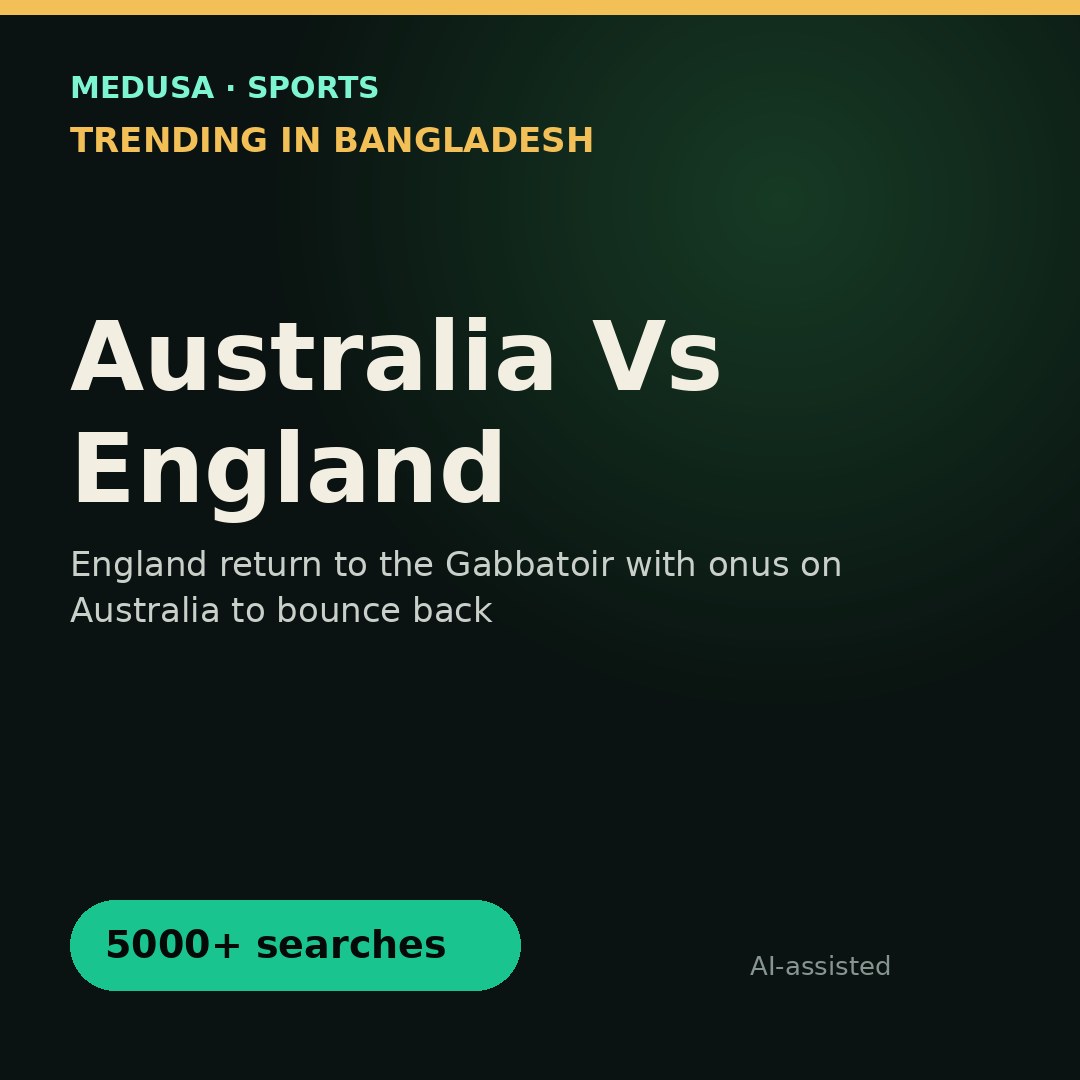 MEDUSA · SPORTS
TRENDING IN BANGLADESH
Australia Vs
England
England return to the Gabbatoir with onus on
Australia to bounce back
5000+ searches
AI-assisted